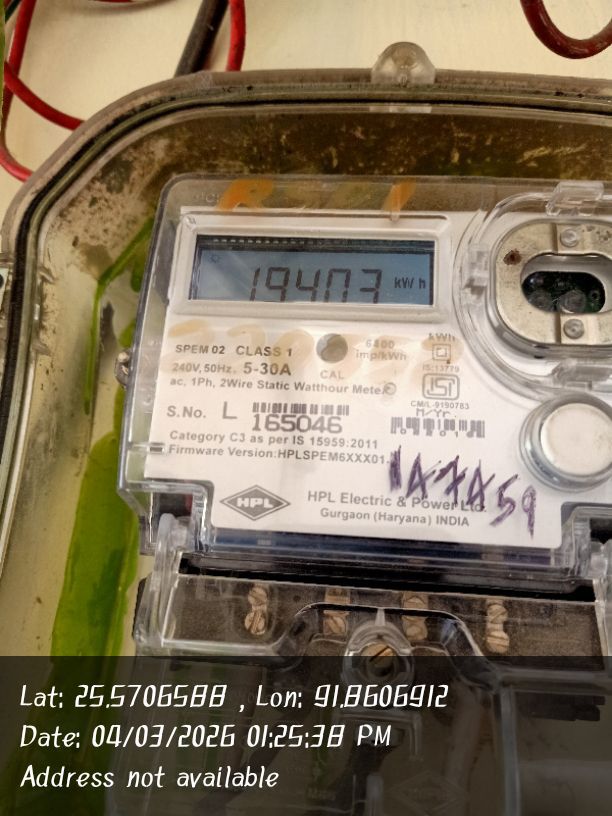 19403 kWh
SPEM 02 CLASS 1
6400
imp/kWh
kWh
240V, 50Hz. 5-30A
CAL
IS:13779
ac, 1Ph, 2Wire Static Watthour Meter
ISI
CM/L-9190783
M/Yr.
S.No. L 165046
Category C3 as per IS 15959:2011
Firmware Version:HPLSPEM6XXX01
HPL
HPL Electric & Power Ltd.
Gurgaon (Haryana) INDIA
Lat: 25.5706588 , Lon: 91.8606912
Date: 04/03/2026 01:25:38 PM
Address not available